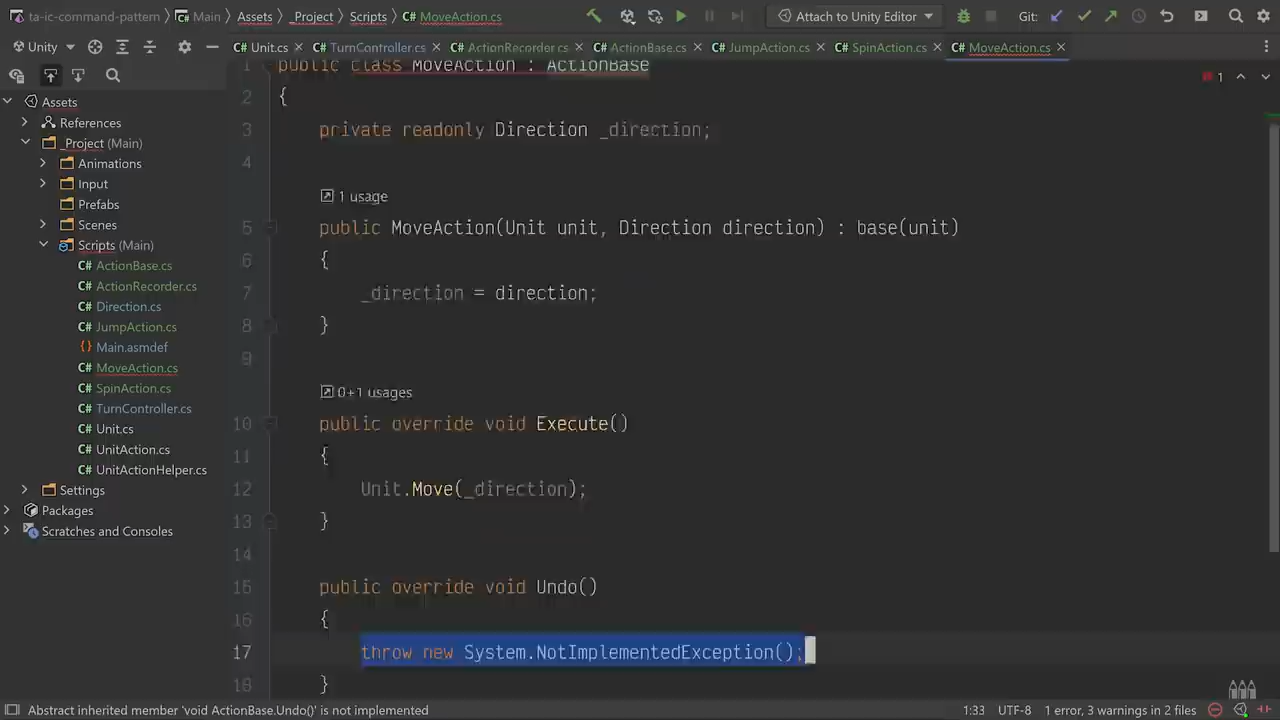 ta-ic-command-pattern
Main
Assets
_Project
Scripts
C# MoveAction.cs
Attach to Unity Editor
Git:
Unity
C# Unit.cs
C# TurnController.cs
C# ActionRecorder.cs
C# ActionBase.cs
C# JumpAction.cs
C# SpinAction.cs
C# MoveAction.cs
Assets
References
_Project (Main)
Animations
Input
Prefabs
Scenes
Scripts (Main)
C# ActionBase.cs
C# ActionRecorder.cs
C# Direction.cs
C# JumpAction.cs
Main.asmdef
C# MoveAction.cs
C# SpinAction.cs
C# TurnController.cs
C# Unit.cs
C# UnitAction.cs
C# UnitActionHelper.cs
Settings
Packages
Scratches and Consoles
1 public class MoveAction : ActionBase
1
2 {
3 private readonly Direction _direction;
4
1 usage
5 public MoveAction(Unit unit, Direction direction) : base(unit)
6 {
7 _direction = direction;
8 }
9
0+1 usages
10 public override void Execute()
11 {
12 Unit.Move(_direction);
13 }
14
15 public override void Undo()
16 {
17 throw new System.NotImplementedException();
18 }
Abstract inherited member 'void ActionBase.Undo()' is not implemented
1:33
UTF-8
1 error, 3 warnings in 2 files